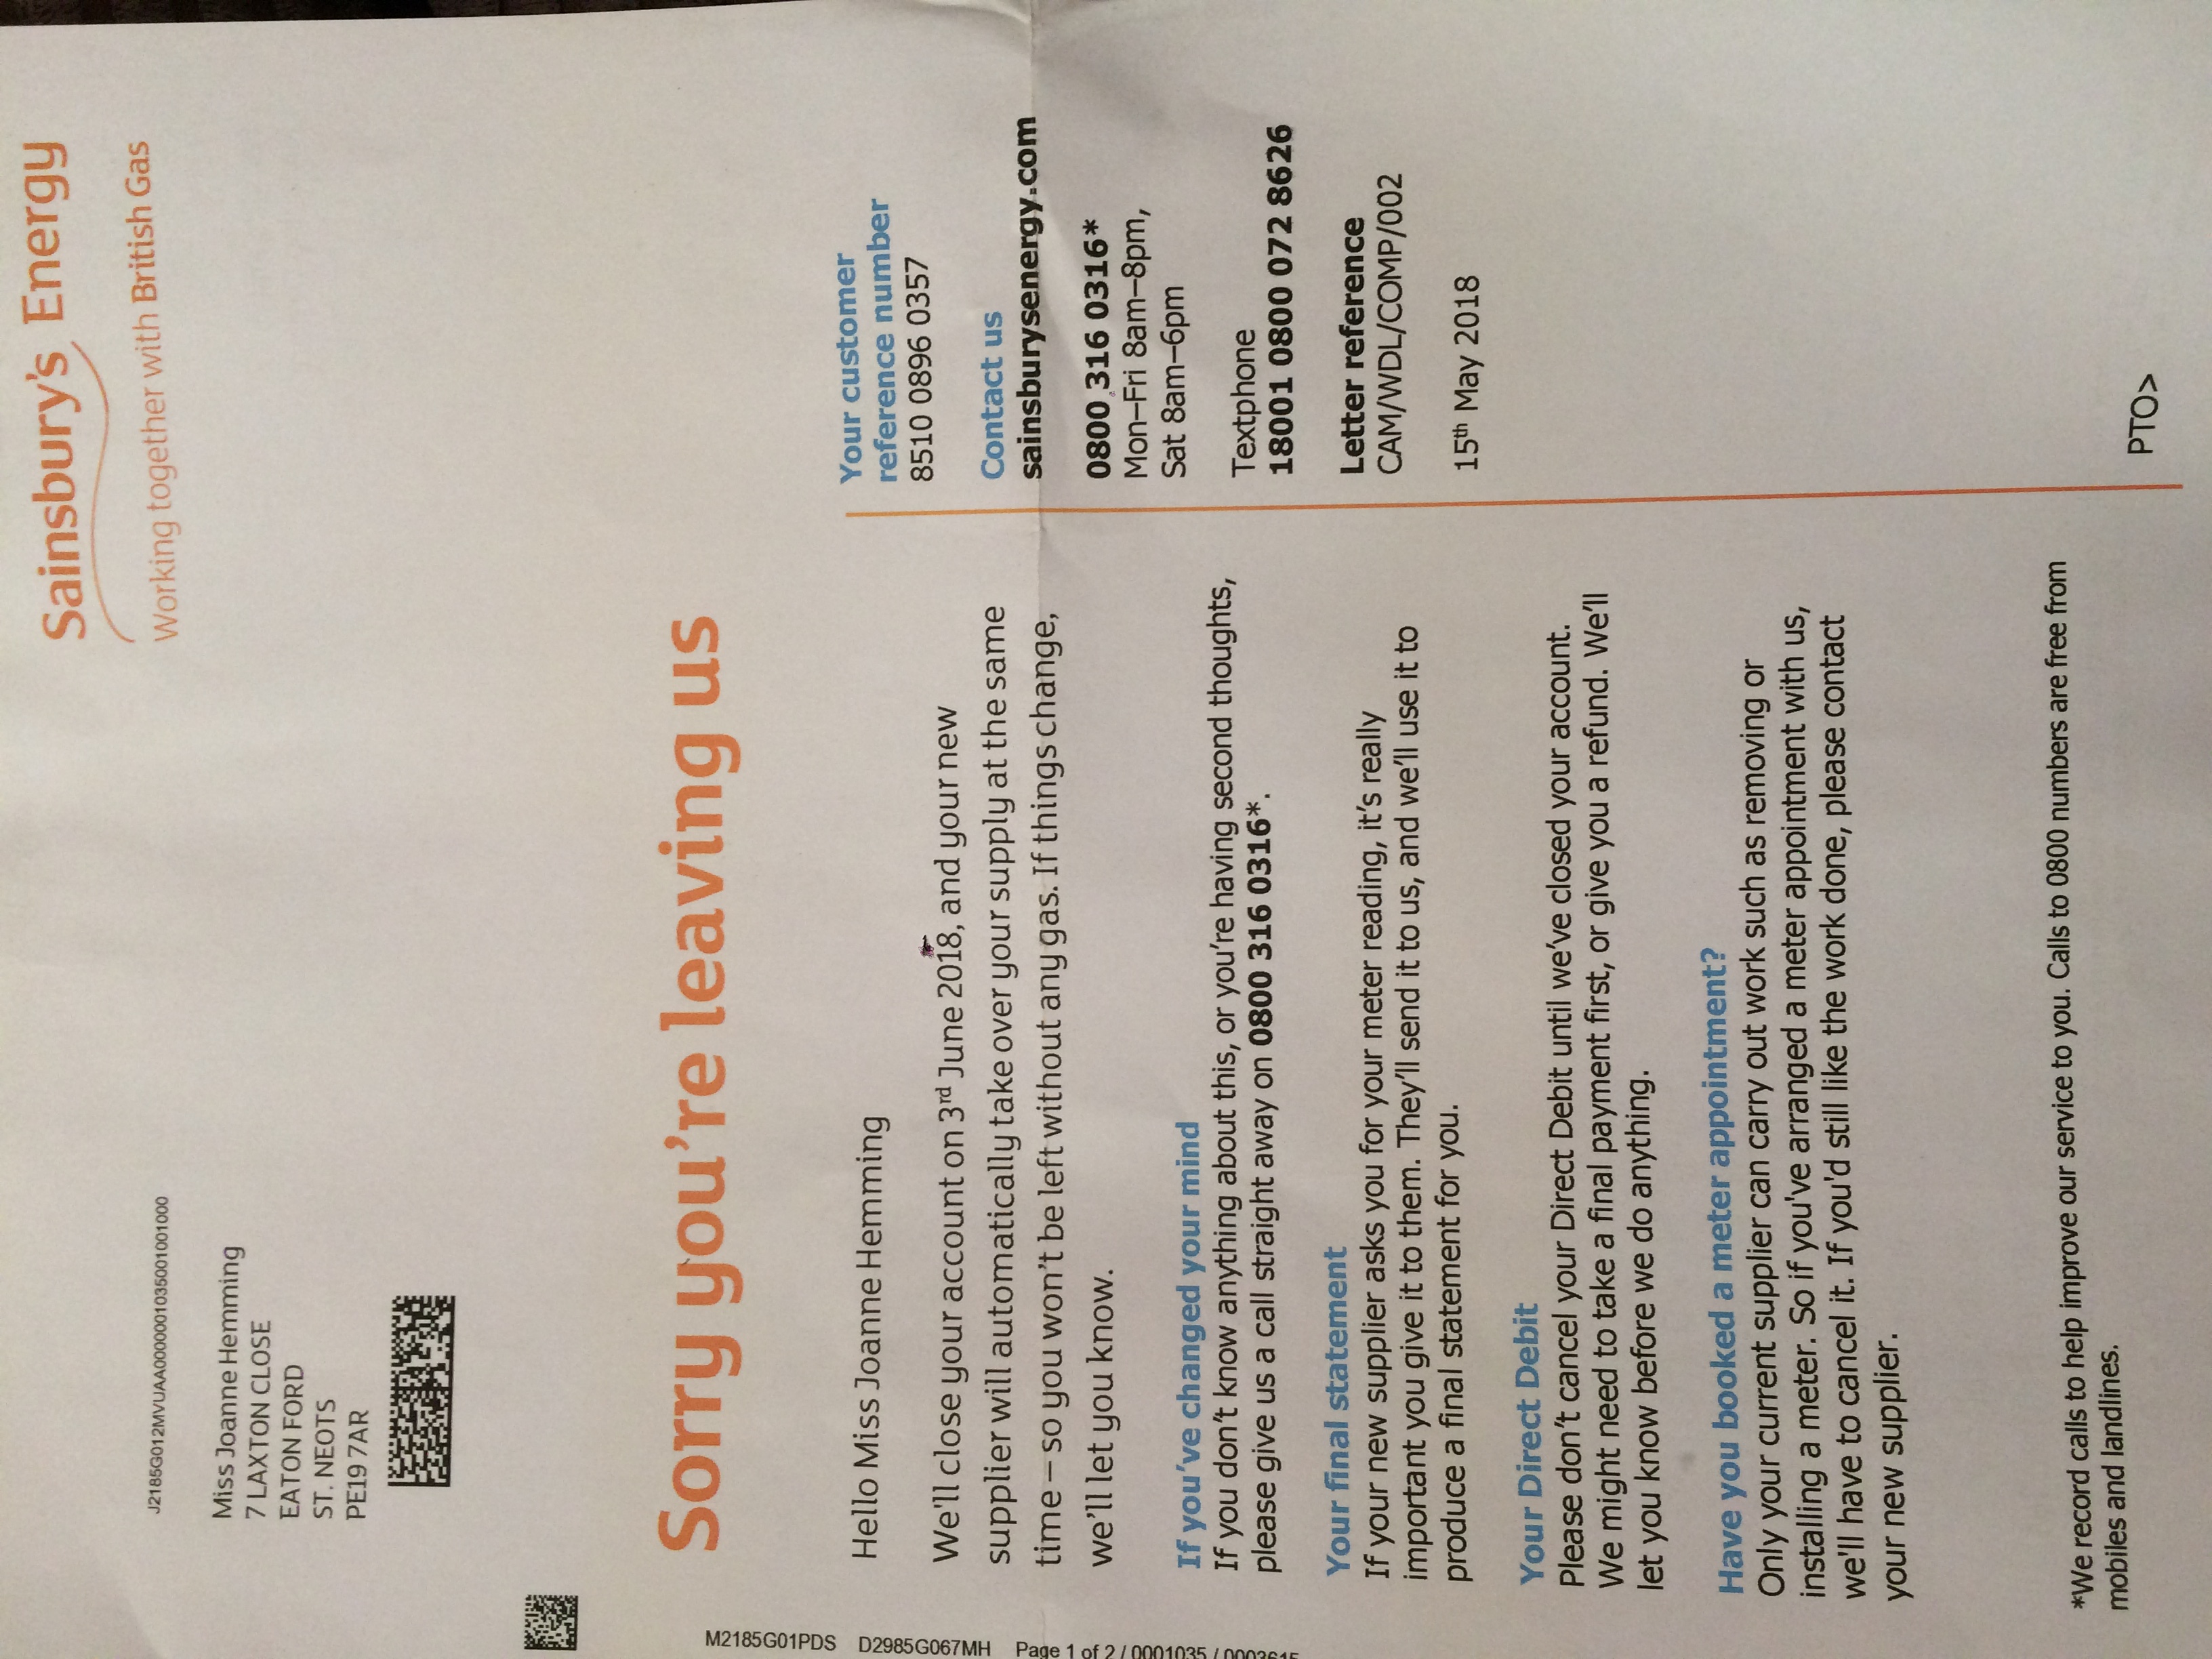 Sainsbury's Energy
Working together with British Gas
J2185G012MVUAA0000001035001001000
Miss Joanne Hemming
7 LAXTON CLOSE
EATON FORD
ST. NEOTS
PE19 7AR
Sorry you're leaving us
Hello Miss Joanne Hemming
We'll close your account on 3rd June 2018, and your new
supplier will automatically take over your supply at the same
time – so you won't be left without any gas. If things change,
we'll let you know.
If you've changed your mind
If you don't know anything about this, or you're having second thoughts,
please give us a call straight away on 0800 316 0316*.
Your final statement
If your new supplier asks you for your meter reading, it's really
important you give it to them. They'll send it to us, and we'll use it to
produce a final statement for you.
Your Direct Debit
Please don't cancel your Direct Debit until we've closed your account.
We might need to take a final payment first, or give you a refund. We'll
let you know before we do anything.
Have you booked a meter appointment?
Only your current supplier can carry out work such as removing or
installing a meter. So if you've arranged a meter appointment with us,
we'll have to cancel it. If you'd still like the work done, please contact
your new supplier.
*We record calls to help improve our service to you. Calls to 0800 numbers are free from
mobiles and landlines.
Your customer
reference number
8510 0896 0357
Contact us
sainsburysenergy.com
0800 316 0316*
Mon–Fri 8am–8pm,
Sat 8am–6pm
Textphone
18001 0800 072 8626
Letter reference
CAM/WDL/COMP/002
15th May 2018
PTO>
M2185G01PDS D2985G067MH Page 1 of 2 / 0001035 /